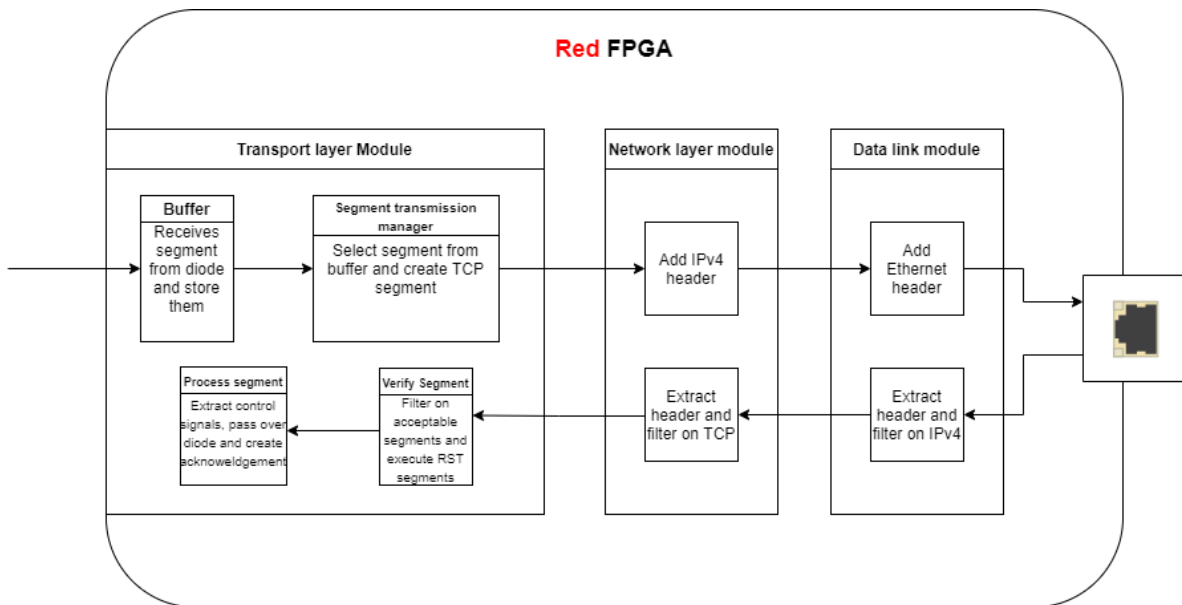 Red FPGA
Transport layer Module
Network layer module
Data link module
Buffer
Receives
segment
from diode
and store
them
Segment transmission
manager
Select segment from
buffer and create TCP
segment
Add IPv4
header
Add
Ethernet
header
Process segment
Extract control
signals, pass over
diode and create
acknoweldgement
Verify Segment
Filter on
acceptable
segments and
execute RST
segments
Extract
header and
filter on TCP
Extract
header and
filter on IPv4